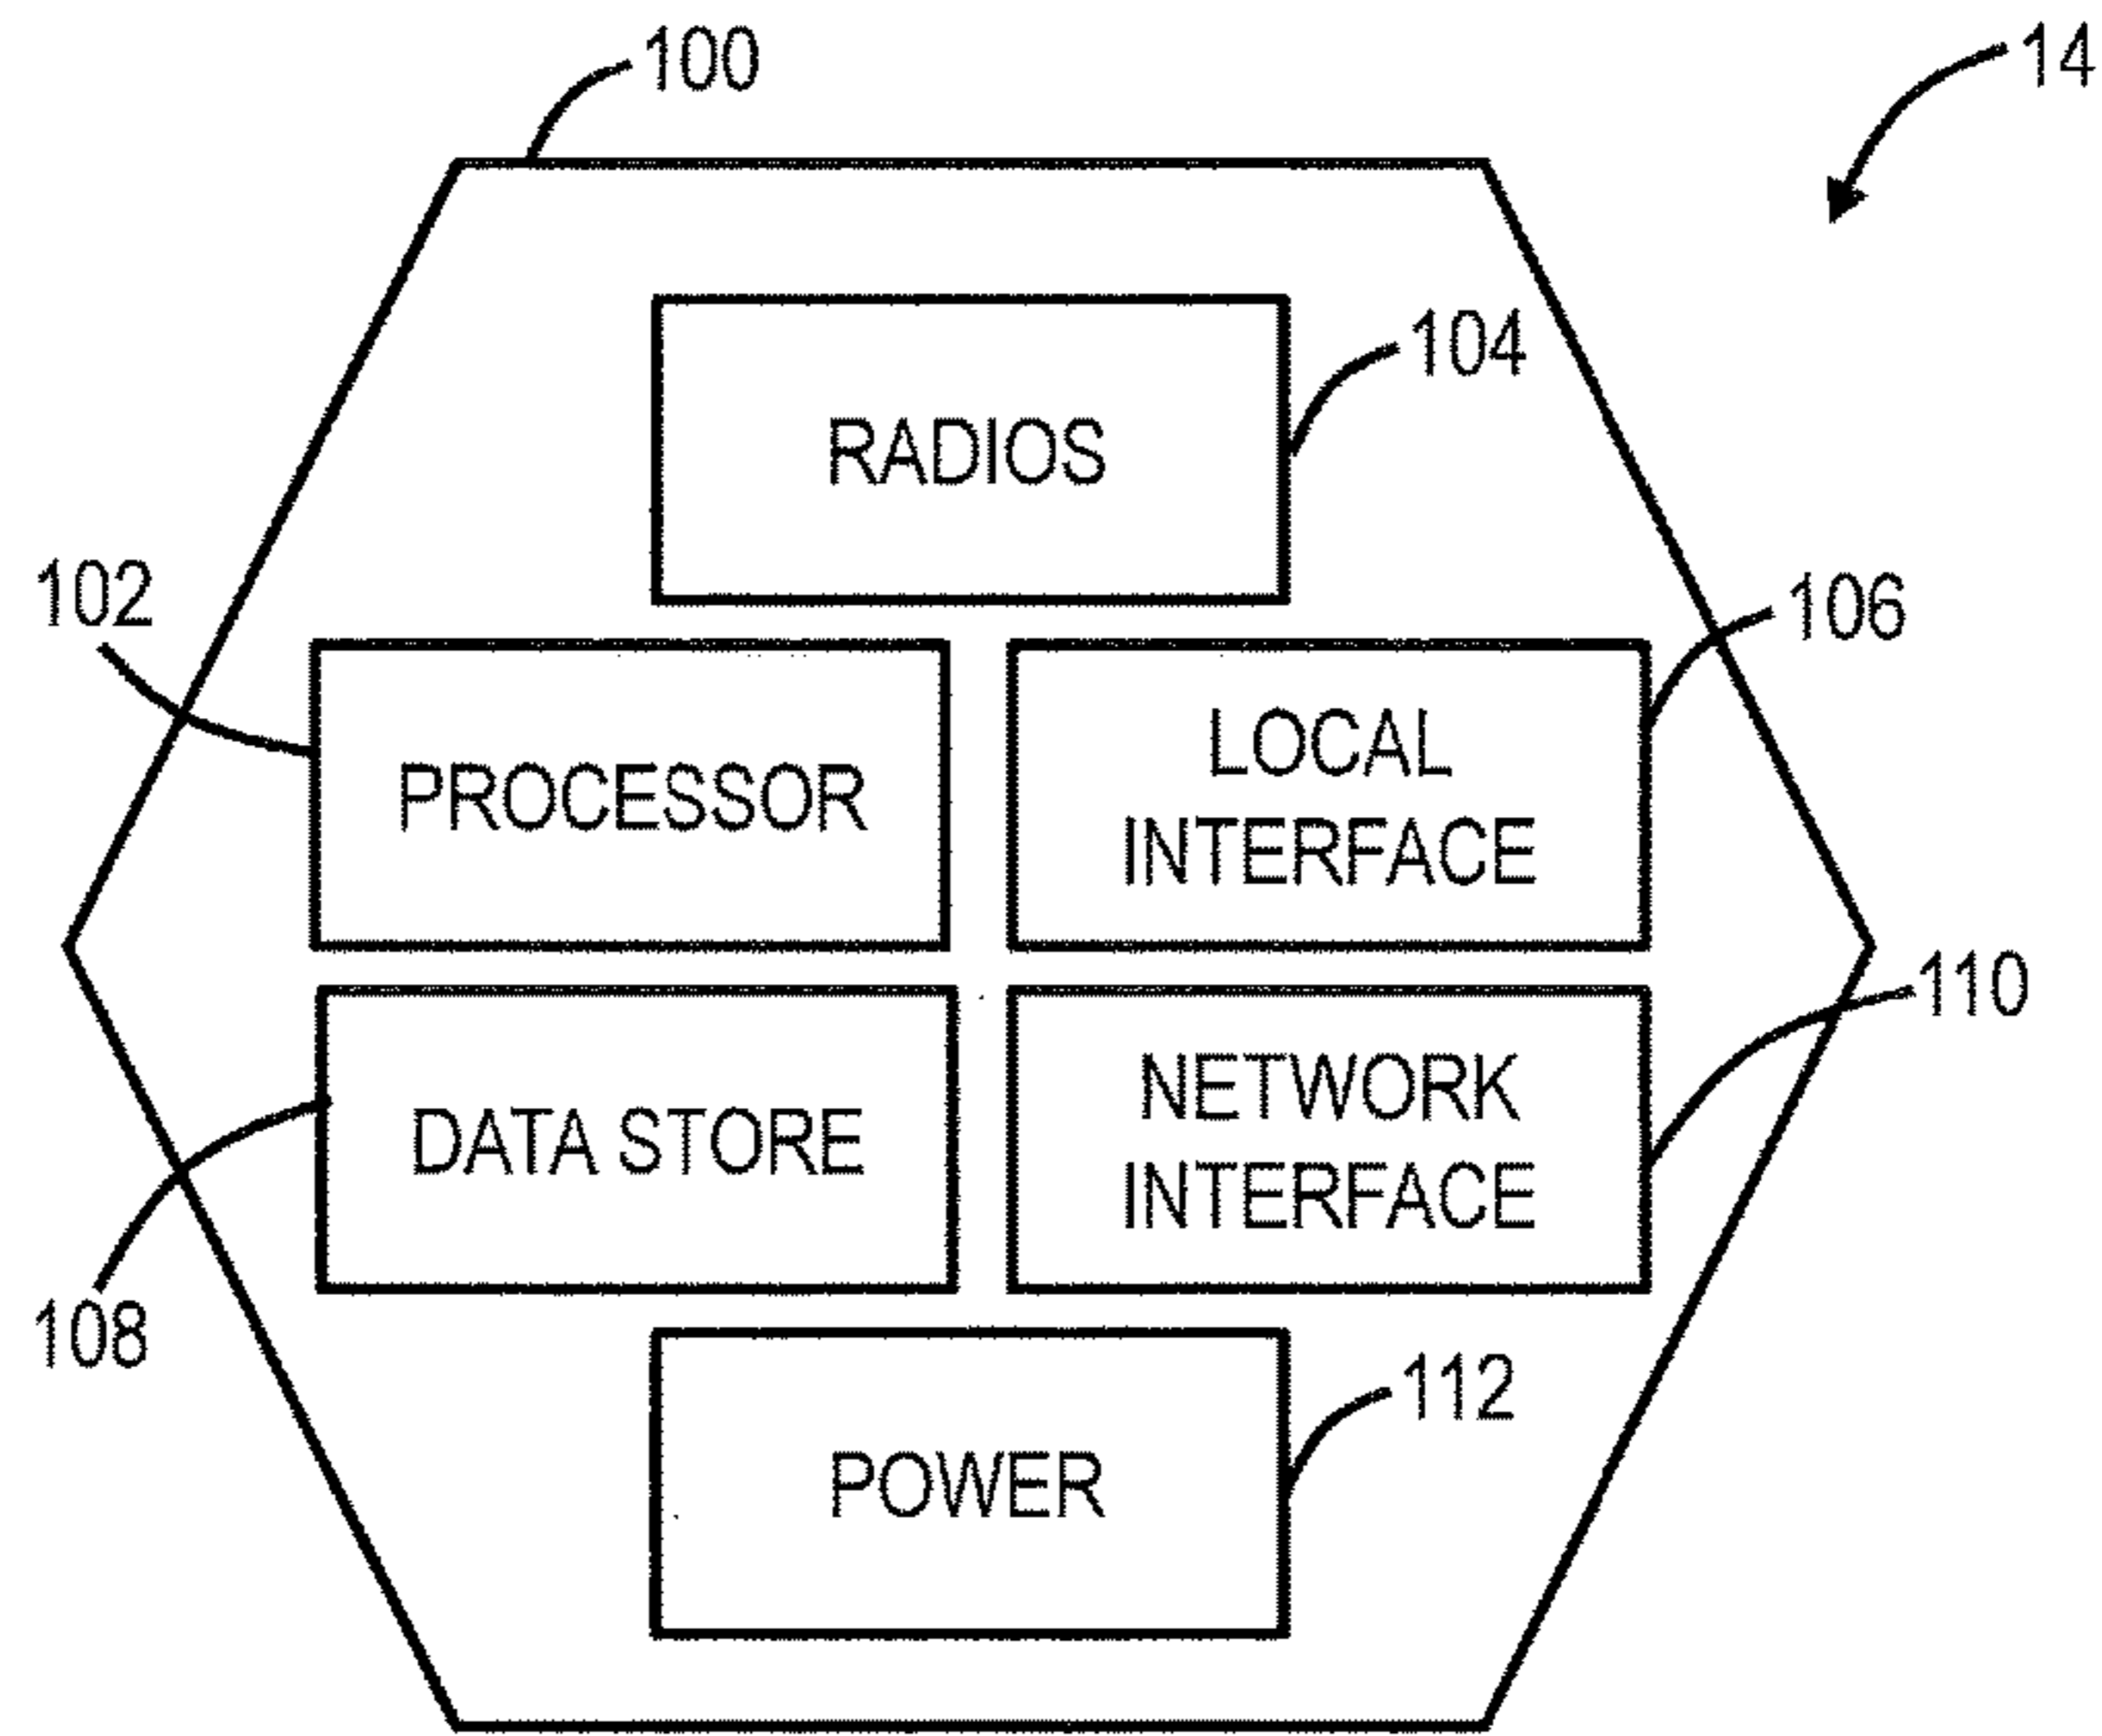 100
14
RADIOS
104
102
106
PROCESSOR
LOCAL
INTERFACE
110
DATA STORE
NETWORK
INTERFACE
108
POWER
112